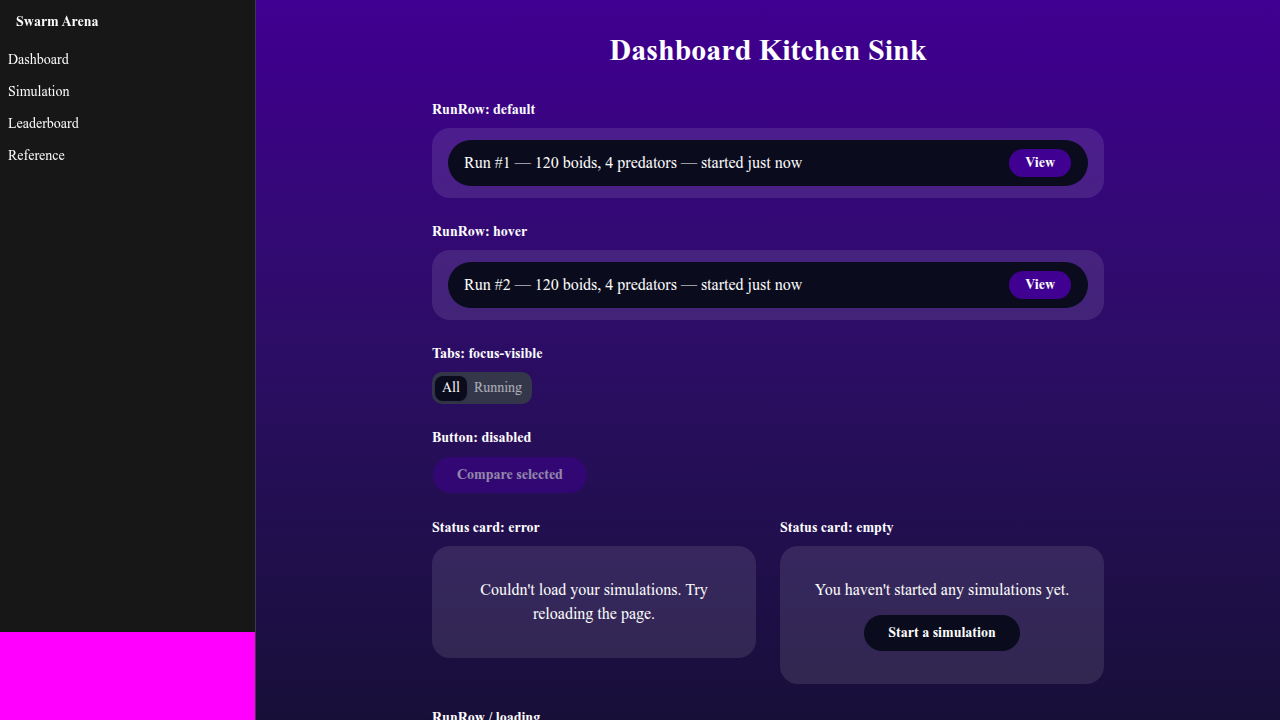 Swarm Arena
Dashboard
Simulation
Leaderboard
Reference
Dashboard Kitchen Sink
RunRow: default
Run #1 — 120 boids, 4 predators — started just now
View
RunRow: hover
Run #2 — 120 boids, 4 predators — started just now
View
Tabs: focus-visible
All
Running
Button: disabled
Compare selected
Status card: error
Couldn't load your simulations. Try
reloading the page.
Status card: empty
You haven't started any simulations yet.
Start a simulation
RunRow / loading